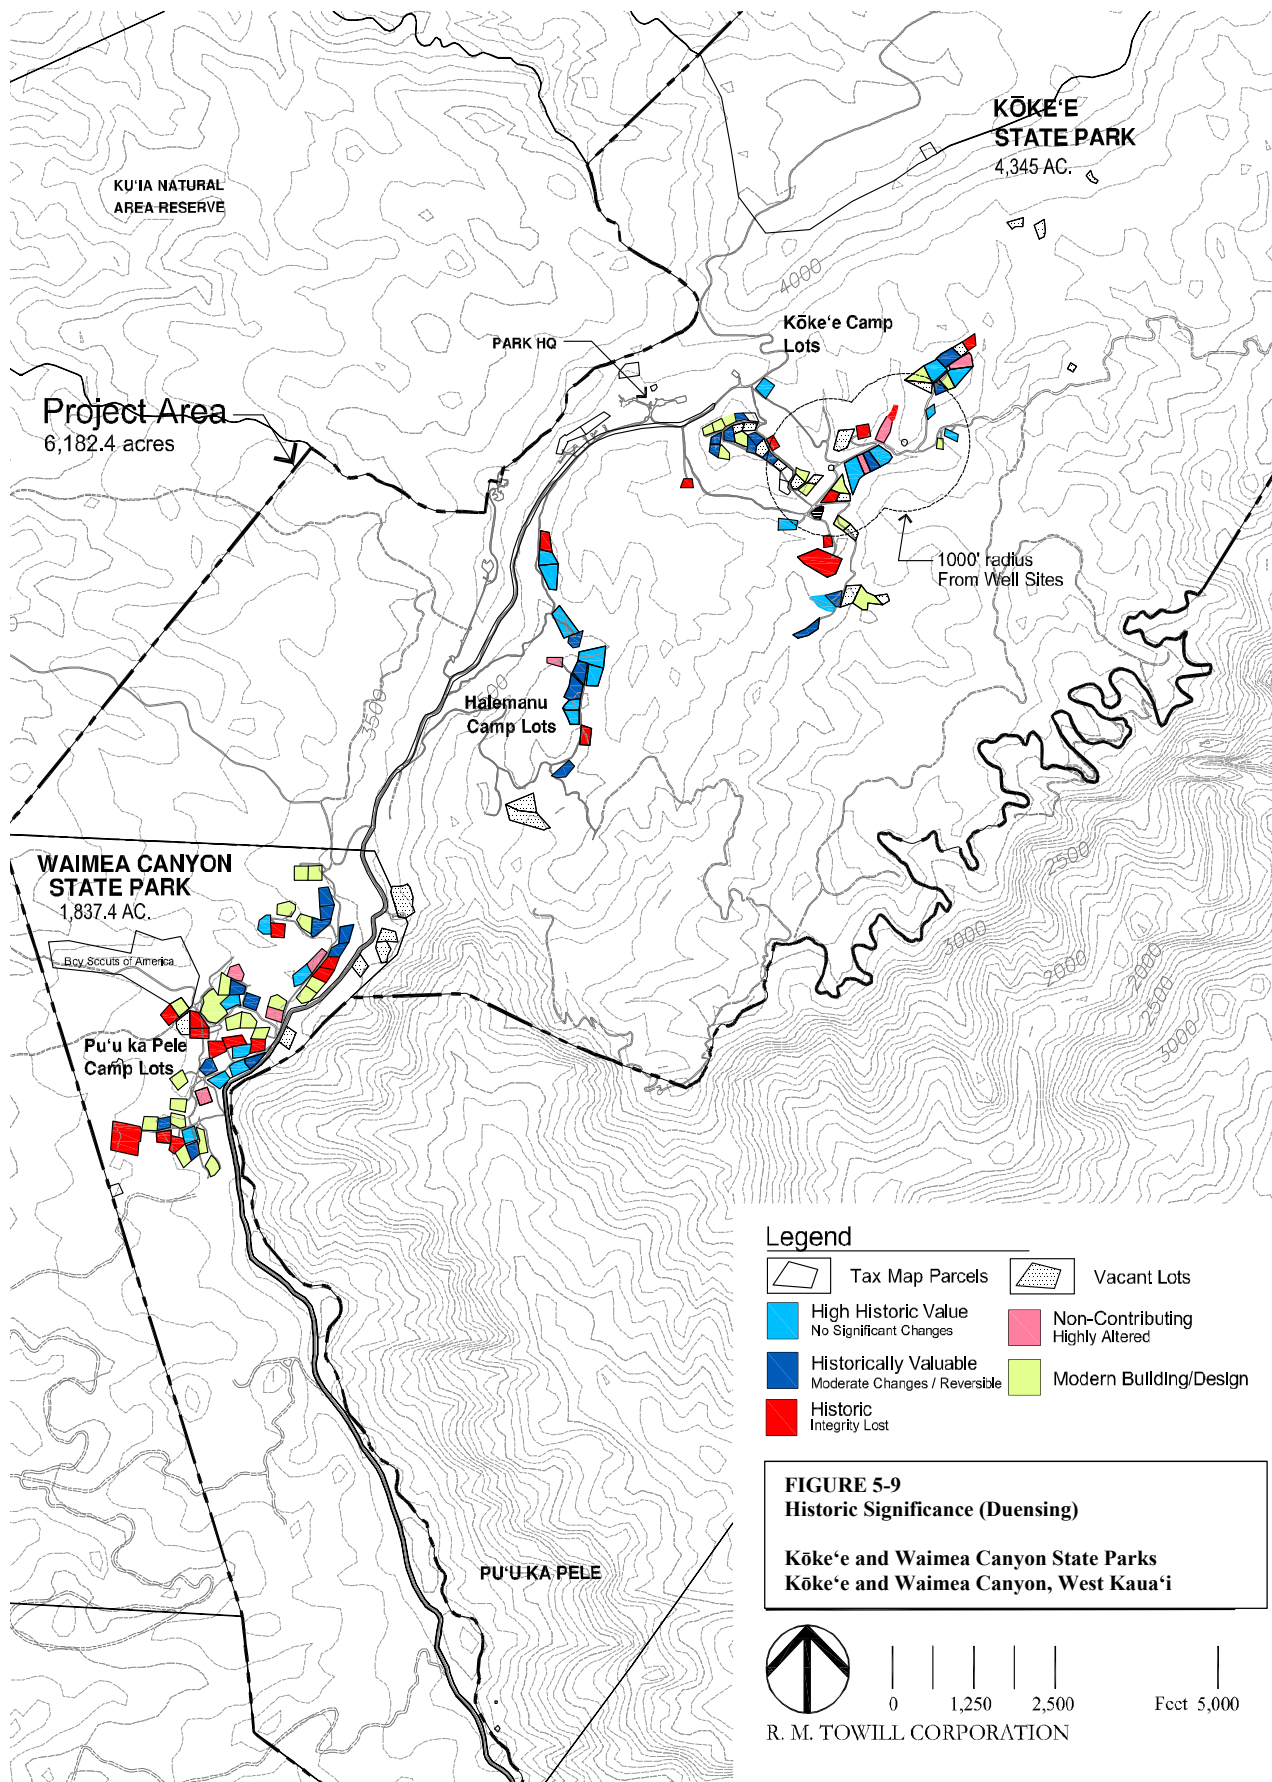 KŌKE‘E
STATE PARK
4,345 AC.
KU‘IA NATURAL
AREA RESERVE
4000
Kōke‘e Camp
Lots
PARK HQ
Project Area
6,182.4 acres
1000' radius
From Well Sites
3500
Halemanu
Camp Lots
WAIMEA CANYON
STATE PARK
1,837.4 AC.
Boy Scouts of America
2500
3000
2000
2000
2500
3000
Pu‘u ka Pele
Camp Lots
PU‘U KA PELE
Legend
Tax Map Parcels
Vacant Lots
High Historic Value
No Significant Changes
Non-Contributing
Highly Altered
Historically Valuable
Moderate Changes / Reversible
Modern Building/Design
Historic
Integrity Lost
FIGURE 5-9
Historic Significance (Duensing)
Kōke‘e and Waimea Canyon State Parks
Kōke‘e and Waimea Canyon, West Kaua‘i
0 1,250 2,500 Feet 5,000
R. M. TOWILL CORPORATION